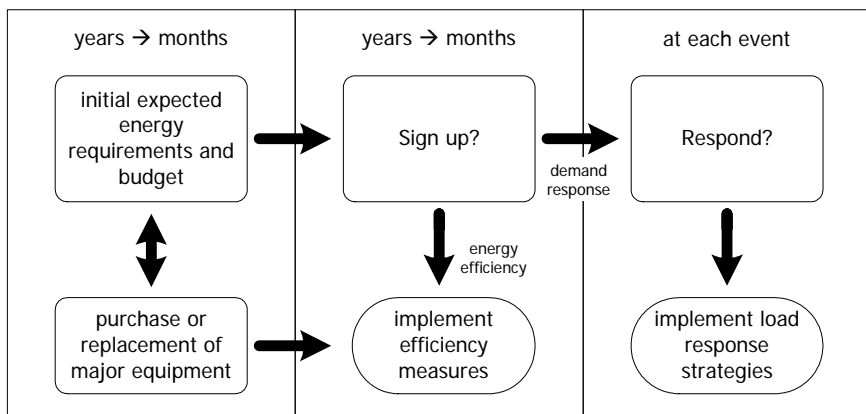 years → months
initial expected
energy
requirements and
budget
purchase or
replacement of
major equipment
years → months
Sign up?
demand
response
energy
efficiency
implement
efficiency
measures
at each event
Respond?
implement load
response
strategies